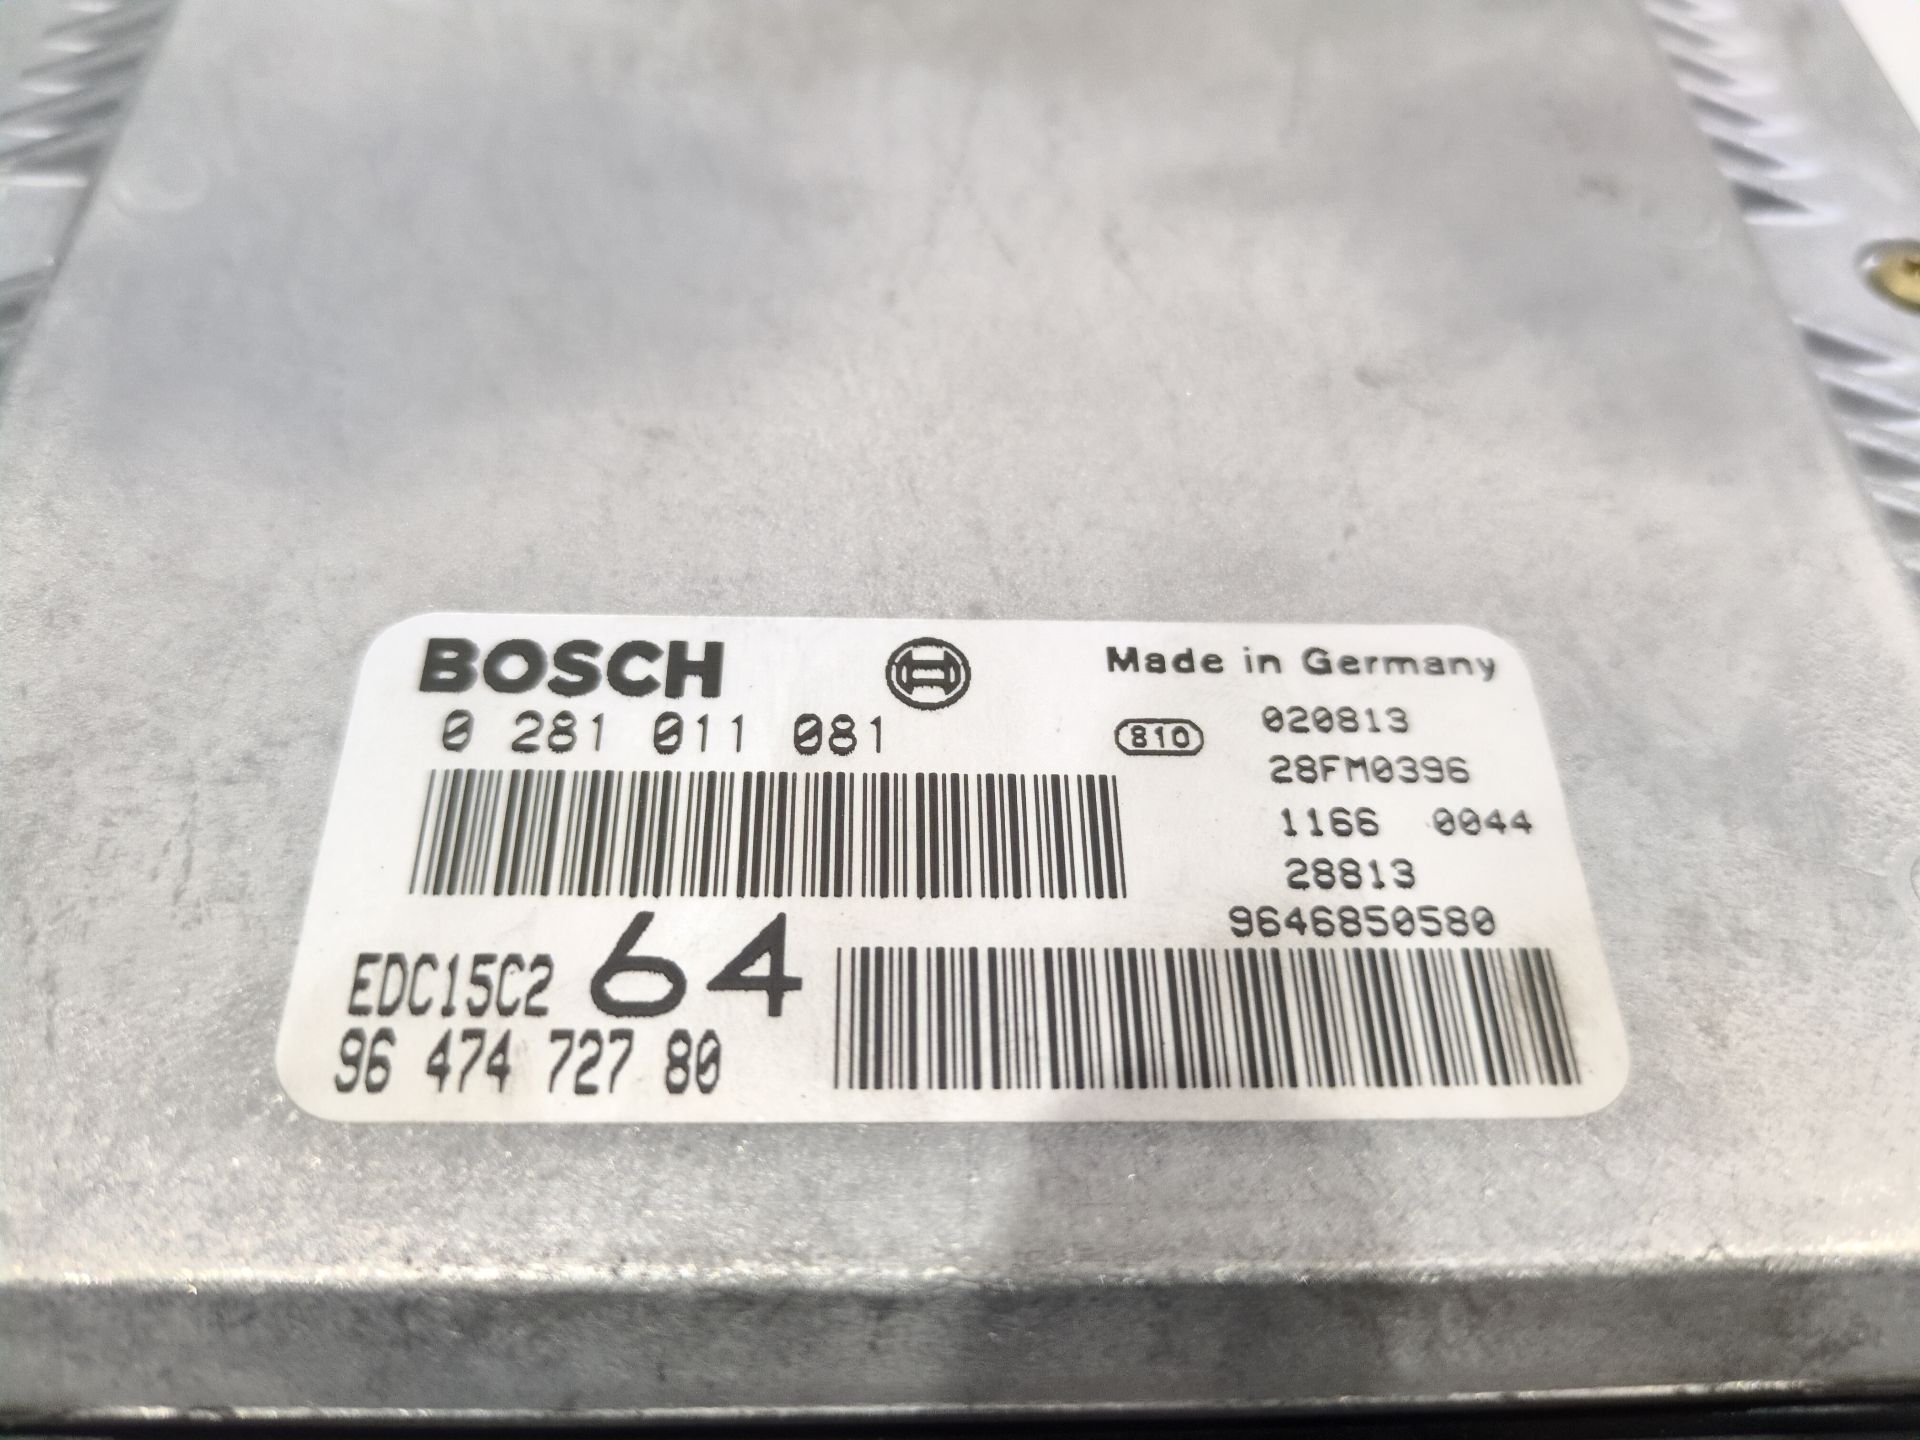 BOSCH
Made in Germany
0 281 011 081
810
020813
28FM0396
1166 0044
28813
9646850580
EDC15C2 64
96 474 727 80